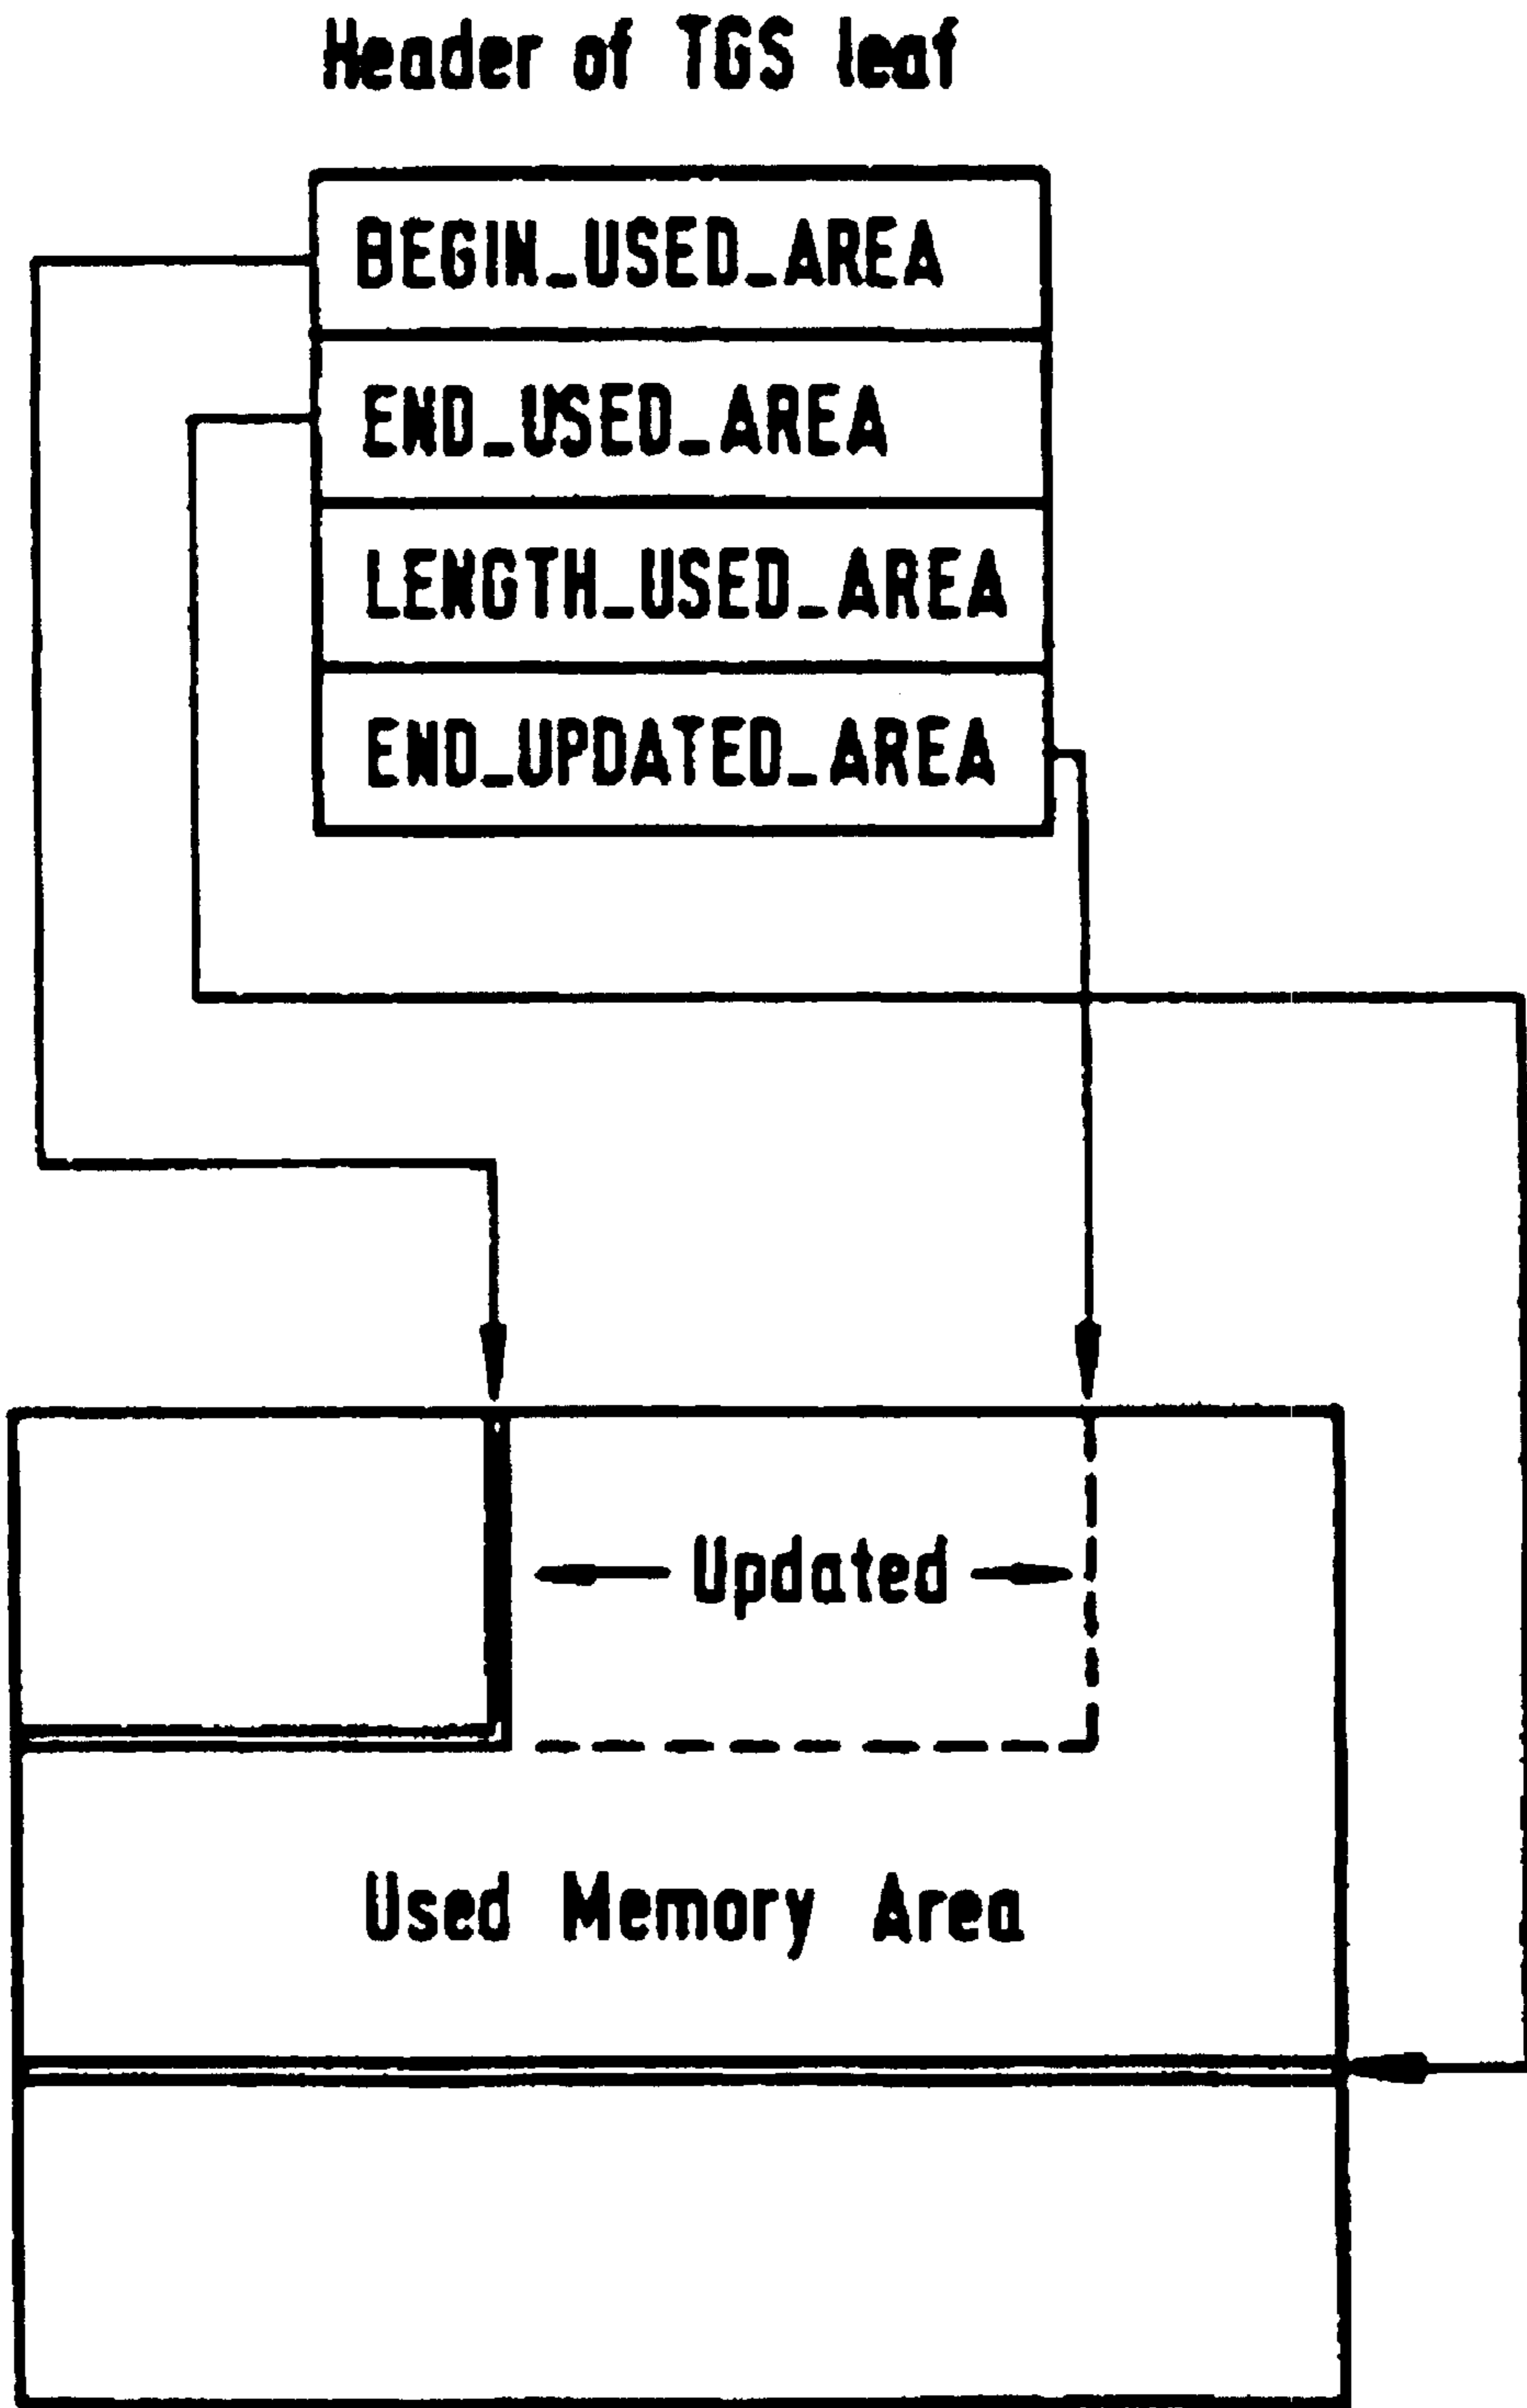 Header of TGS leaf
BEGIN_USED_AREA
END_USED_AREA
LENGTH_USED_AREA
END_UPDATED_AREA
Updated
Used Memory Area